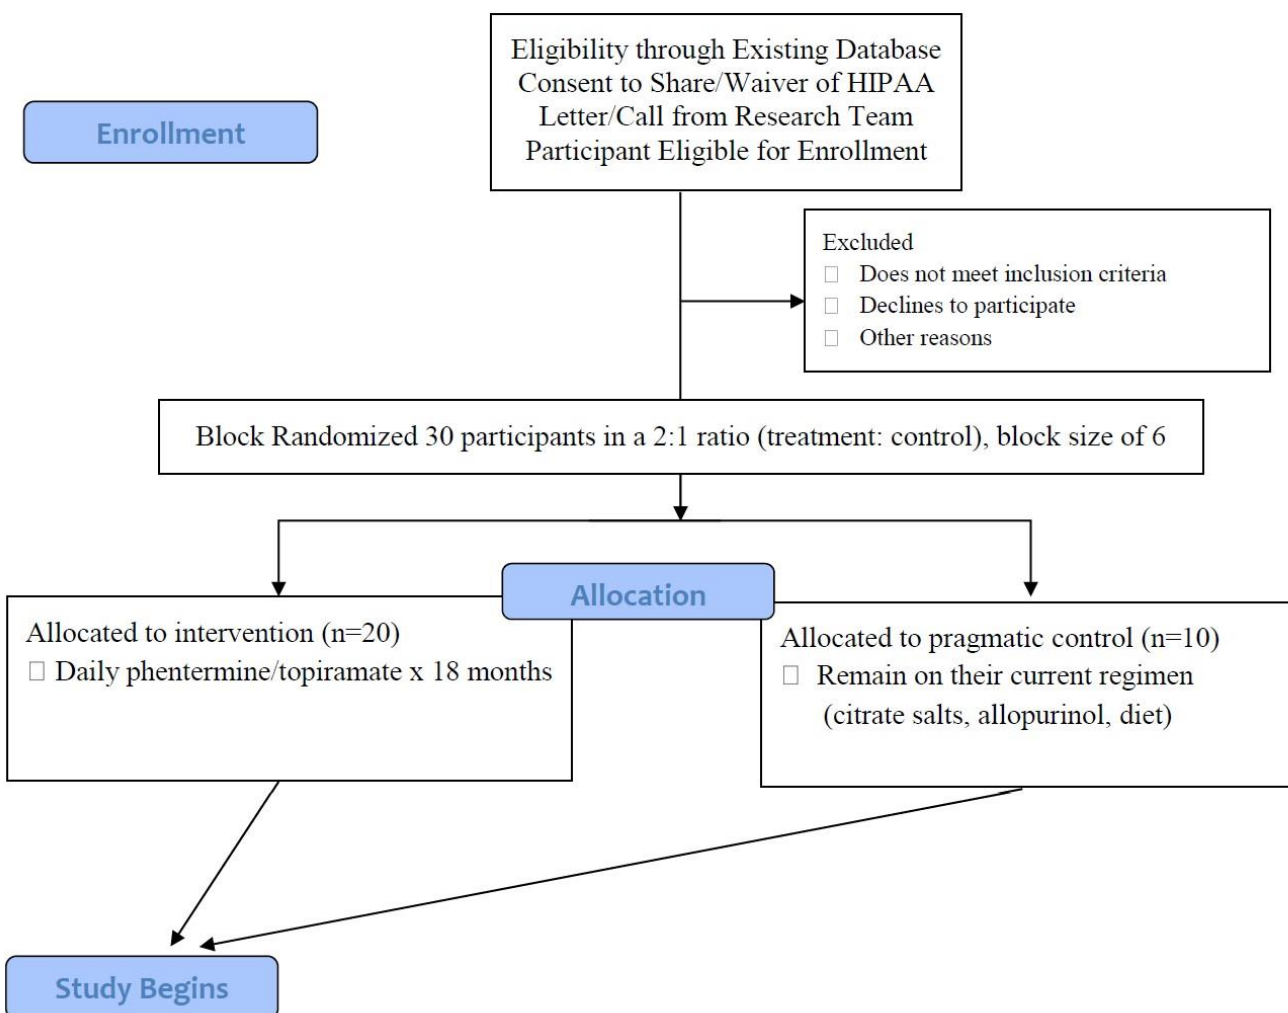 Eligibility through Existing Database
Consent to Share/Waiver of HIPAA
Letter/Call from Research Team
Participant Eligible for Enrollment
Enrollment
Excluded
□ Does not meet inclusion criteria
□ Declines to participate
□ Other reasons
Block Randomized 30 participants in a 2:1 ratio (treatment: control), block size of 6
Allocation
Allocated to intervention (n=20)
□ Daily phentermine/topiramate x 18 months
Allocated to pragmatic control (n=10)
□ Remain on their current regimen
(citrate salts, allopurinol, diet)
Study Begins